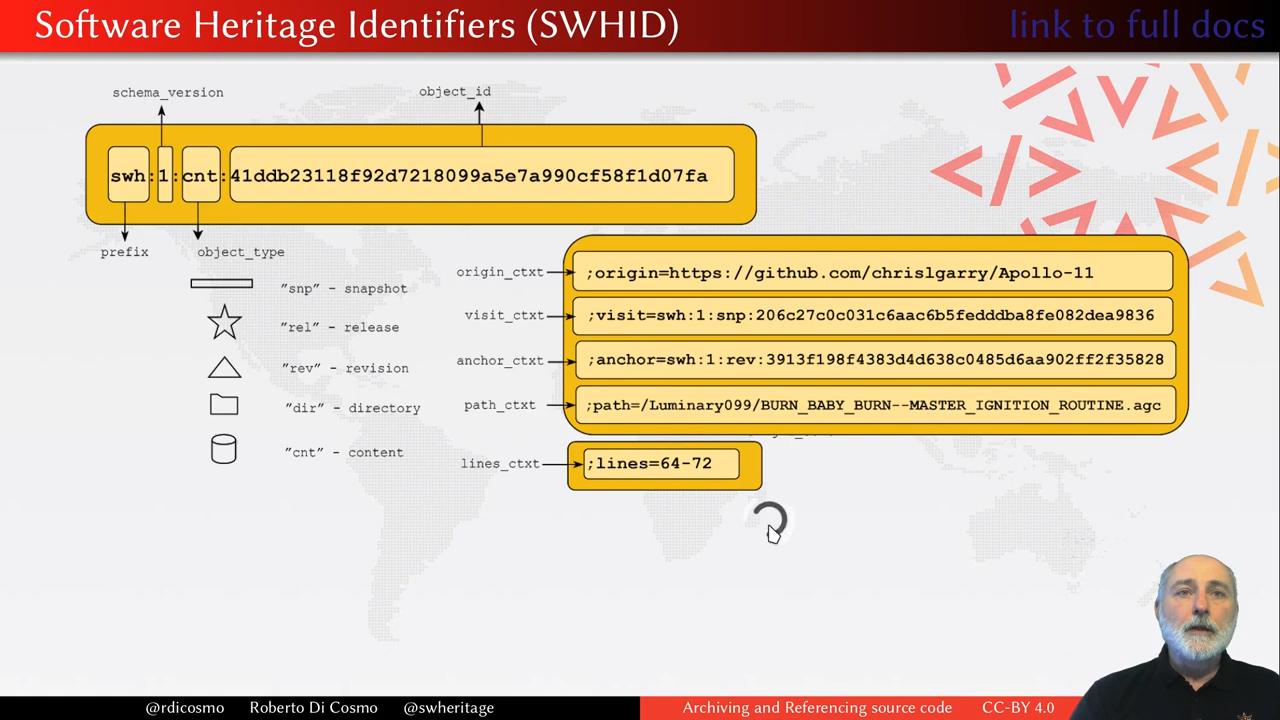 Software Heritage Identifiers (SWHID)
link to full docs
schema_version
object_id
swh:1:cnt:41ddb23118f92d7218099a5e7a990cf58f1d07fa
prefix
object_type
"snp" - snapshot
"rel" - release
"rev" - revision
"dir" - directory
"cnt" - content
origin_ctxt
;origin=https://github.com/chrislgarry/Apollo-11
visit_ctxt
;visit=swh:1:snp:206c27c0c031c6aac6b5fedddba8fe082dea9836
anchor_ctxt
;anchor=swh:1:rev:3913f198f4383d4d638c0485d6aa902ff2f35828
path_ctxt
;path=/Luminary099/BURN_BABY_BURN--MASTER_IGNITION_ROUTINE.agc
lines_ctxt
;lines=64-72
@rdicosmo Roberto Di Cosmo @swheritage
Archiving and Referencing source code CC-BY 4.0